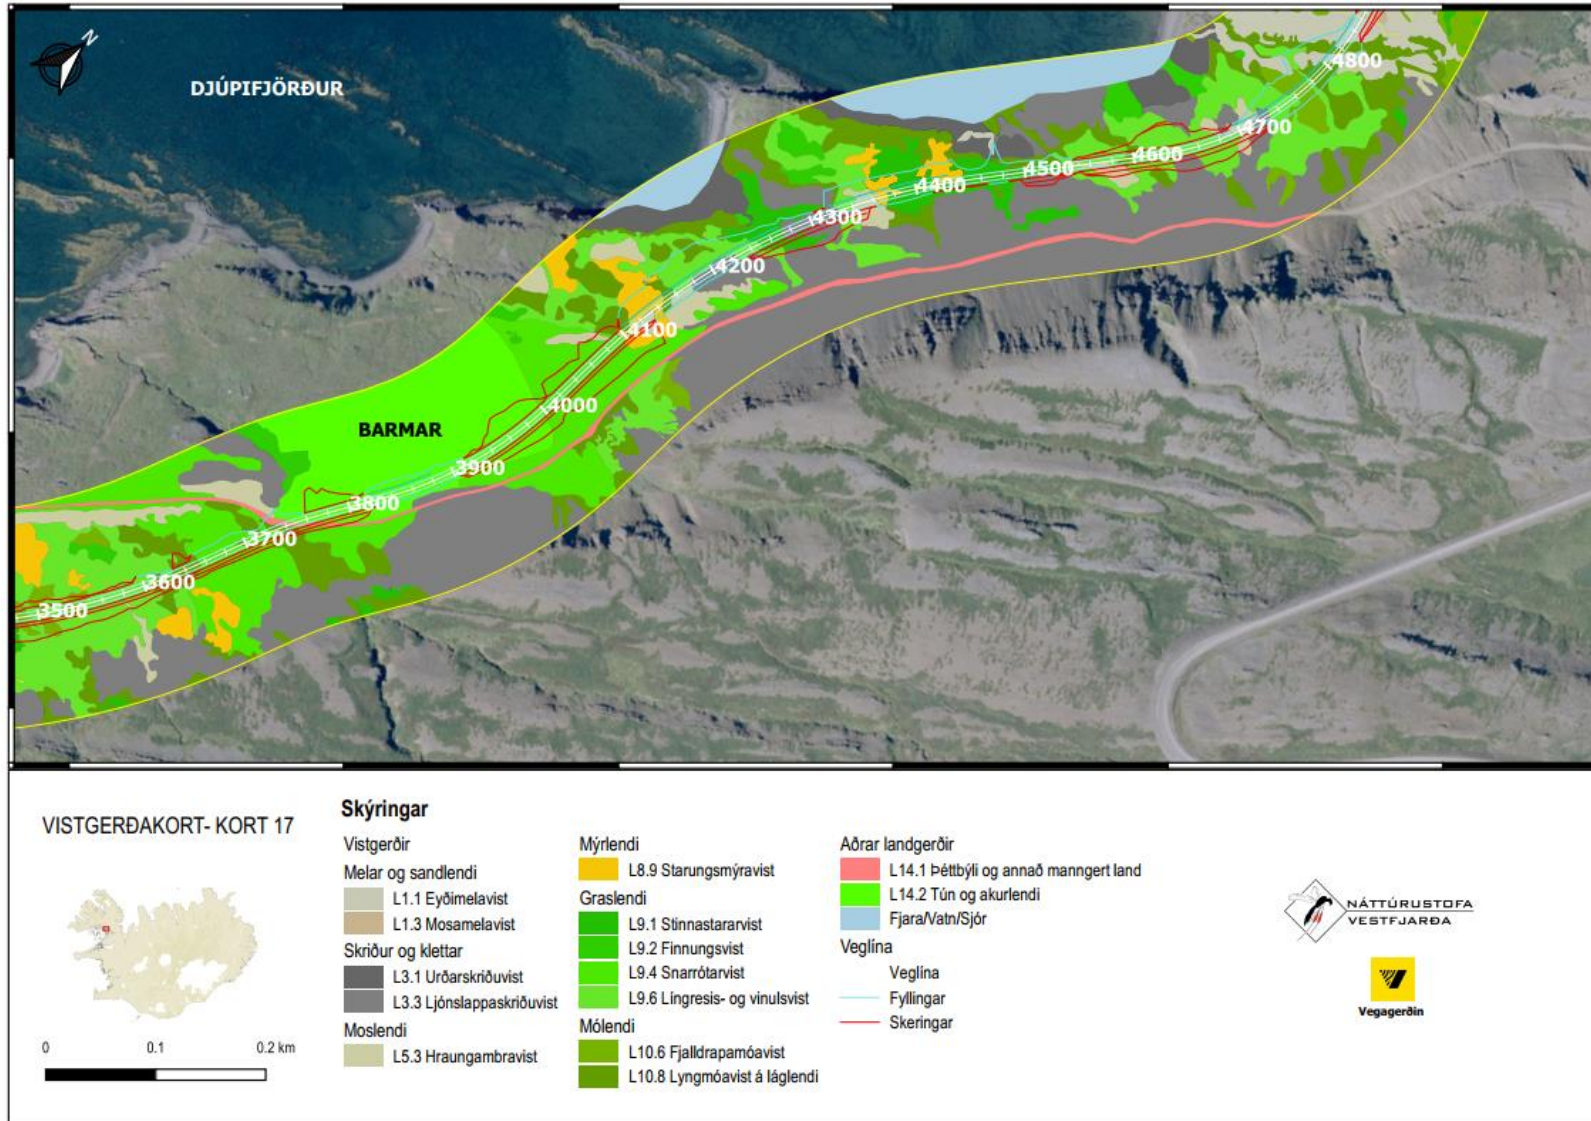 N
DJÚPIFJÖRÐUR
4800
4700
4600
4500
4400
4300
4200
4100
4000
BARMAR
3900
3800
3700
3600
3500
VISTGERÐAKORT- KORT 17
0 0.1 0.2 km
Skýringar
Vistgerðir
Melar og sandlendi
L1.1 Eyðimelavist
L1.3 Mosamelavist
Skriður og klettar
L3.1 Urðarskriðuvist
L3.3 Ljónslappaskriðuvist
Moslendi
L5.3 Hraungambravist
Mýrlendi
L8.9 Starungsmýravist
Graslendi
L9.1 Stinnastararvist
L9.2 Finnungsvist
L9.4 Snarrótarvist
L9.6 Língresis- og vinulsvist
Mólendi
L10.6 Fjalldrapamóavist
L10.8 Lyngmóavist á láglendi
Aðrar landgerðir
L14.1 Þéttbýli og annað manngert land
L14.2 Tún og akurlendi
Fjara/Vatn/Sjór
Veglína
Veglína
Fyllingar
Skeringar
NÁTTÚRUSTOFA
VESTFJARÐA
Vegagerðin